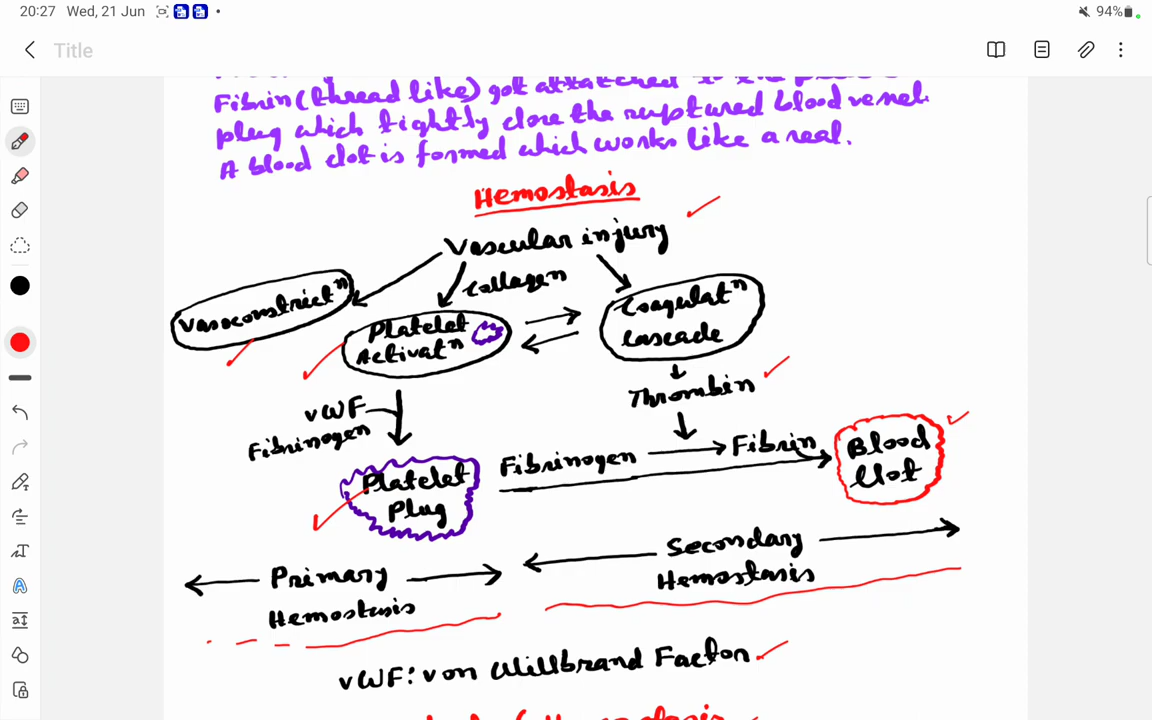 20:27 Wed, 21 Jun
94%
Title
Fibrin (thread like) got attatched to the
plug which tightly close the ruptured blood vessel.
A blood clot is formed which works like a seal.
Hemostasis
Vascular injury
Collagen
Vasoconstrictⁿ
Platelet
Activatⁿ
Coagulatⁿ
Cascade
vWF
Fibrinogen
Thrombin
Platelet
Plug
Fibrinogen
Fibrin
Blood
Clot
Primary
Hemostasis
Secondary
Hemostasis
vWF: von Willbrand Factor